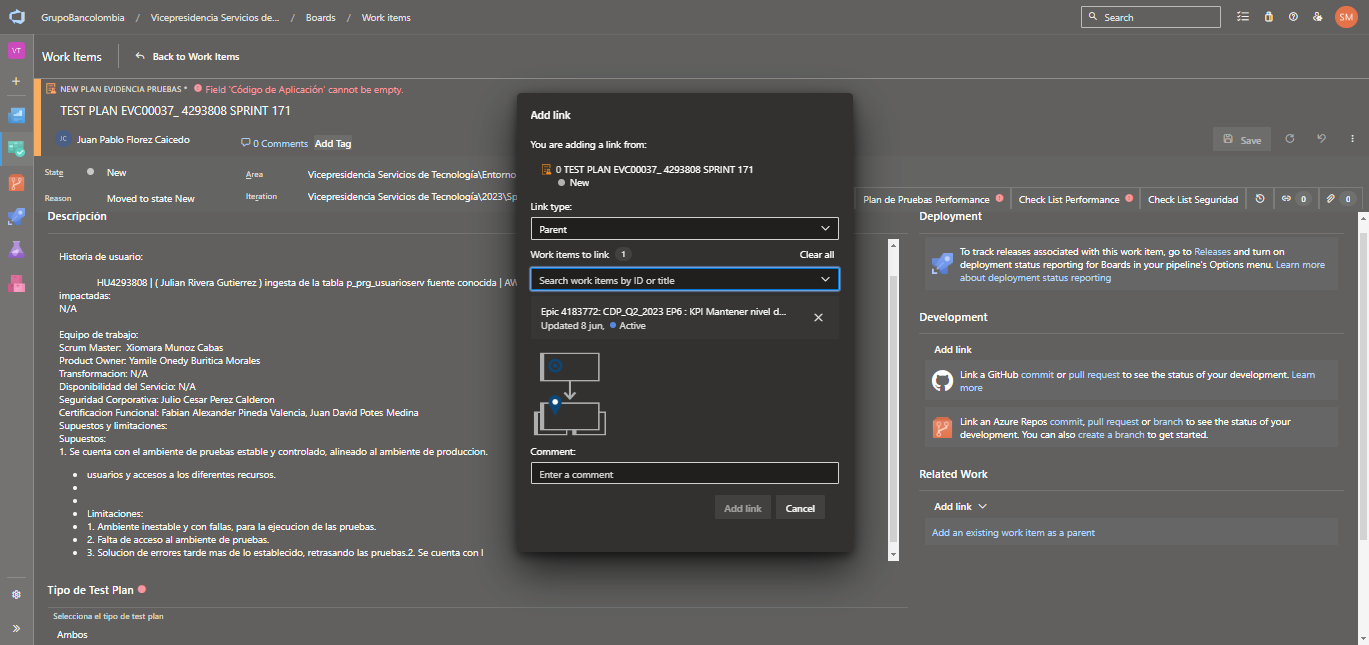 GrupoBancolombia / Vicepresidencia Servicios de... / Boards / Work items
Search
SM
VT
Work Items
Back to Work Items
NEW PLAN EVIDENCIA PRUEBAS * Field 'Código de Aplicación' cannot be empty.
TEST PLAN EVC00037_ 4293808 SPRINT 171
JC Juan Pablo Florez Caicedo
0 Comments Add Tag
Save
State New
Area Vicepresidencia Servicios de Tecnología\Entorno
Reason Moved to state New
Iteration Vicepresidencia Servicios de Tecnología\2023\Sp
Plan de Pruebas Performance
Check List Performance
Check List Seguridad
0
0
Descripción
Historia de usuario:
HU4293808 | ( Julian Rivera Gutierrez ) ingesta de la tabla p_prg_usuarioserv fuente conocida | AW
impactadas:
N/A
Equipo de trabajo:
Scrum Master: Xiomara Munoz Cabas
Product Owner: Yamile Onedy Buritica Morales
Transformacion: N/A
Disponibilidad del Servicio: N/A
Seguridad Corporativa: Julio Cesar Perez Calderon
Certificacion Funcional: Fabian Alexander Pineda Valencia, Juan David Potes Medina
Supuestos y limitaciones:
Supuestos:
1. Se cuenta con el ambiente de pruebas estable y controlado, alineado al ambiente de produccion.
usuarios y accesos a los diferentes recursos.
Limitaciones:
1. Ambiente inestable y con fallas, para la ejecucion de las pruebas.
2. Falta de acceso al ambiente de pruebas.
3. Solucion de errores tarde mas de lo establecido, retrasando las pruebas.2. Se cuenta con l
Tipo de Test Plan
Selecciona el tipo de test plan
Ambos
Add link
You are adding a link from:
0 TEST PLAN EVC00037_ 4293808 SPRINT 171
New
Link type:
Parent
Work items to link 1
Clear all
Search work items by ID or title
Epic 4183772: CDP_Q2_2023 EP6 : KPI Mantener nivel d...
Updated 8 jun, Active
Comment:
Enter a comment
Add link
Cancel
Deployment
To track releases associated with this work item, go to Releases and turn on
deployment status reporting for Boards in your pipeline's Options menu. Learn more
about deployment status reporting
Development
Add link
Link a GitHub commit or pull request to see the status of your development. Learn
more
Link an Azure Repos commit, pull request or branch to see the status of your
development. You can also create a branch to get started.
Related Work
Add link
Add an existing work item as a parent